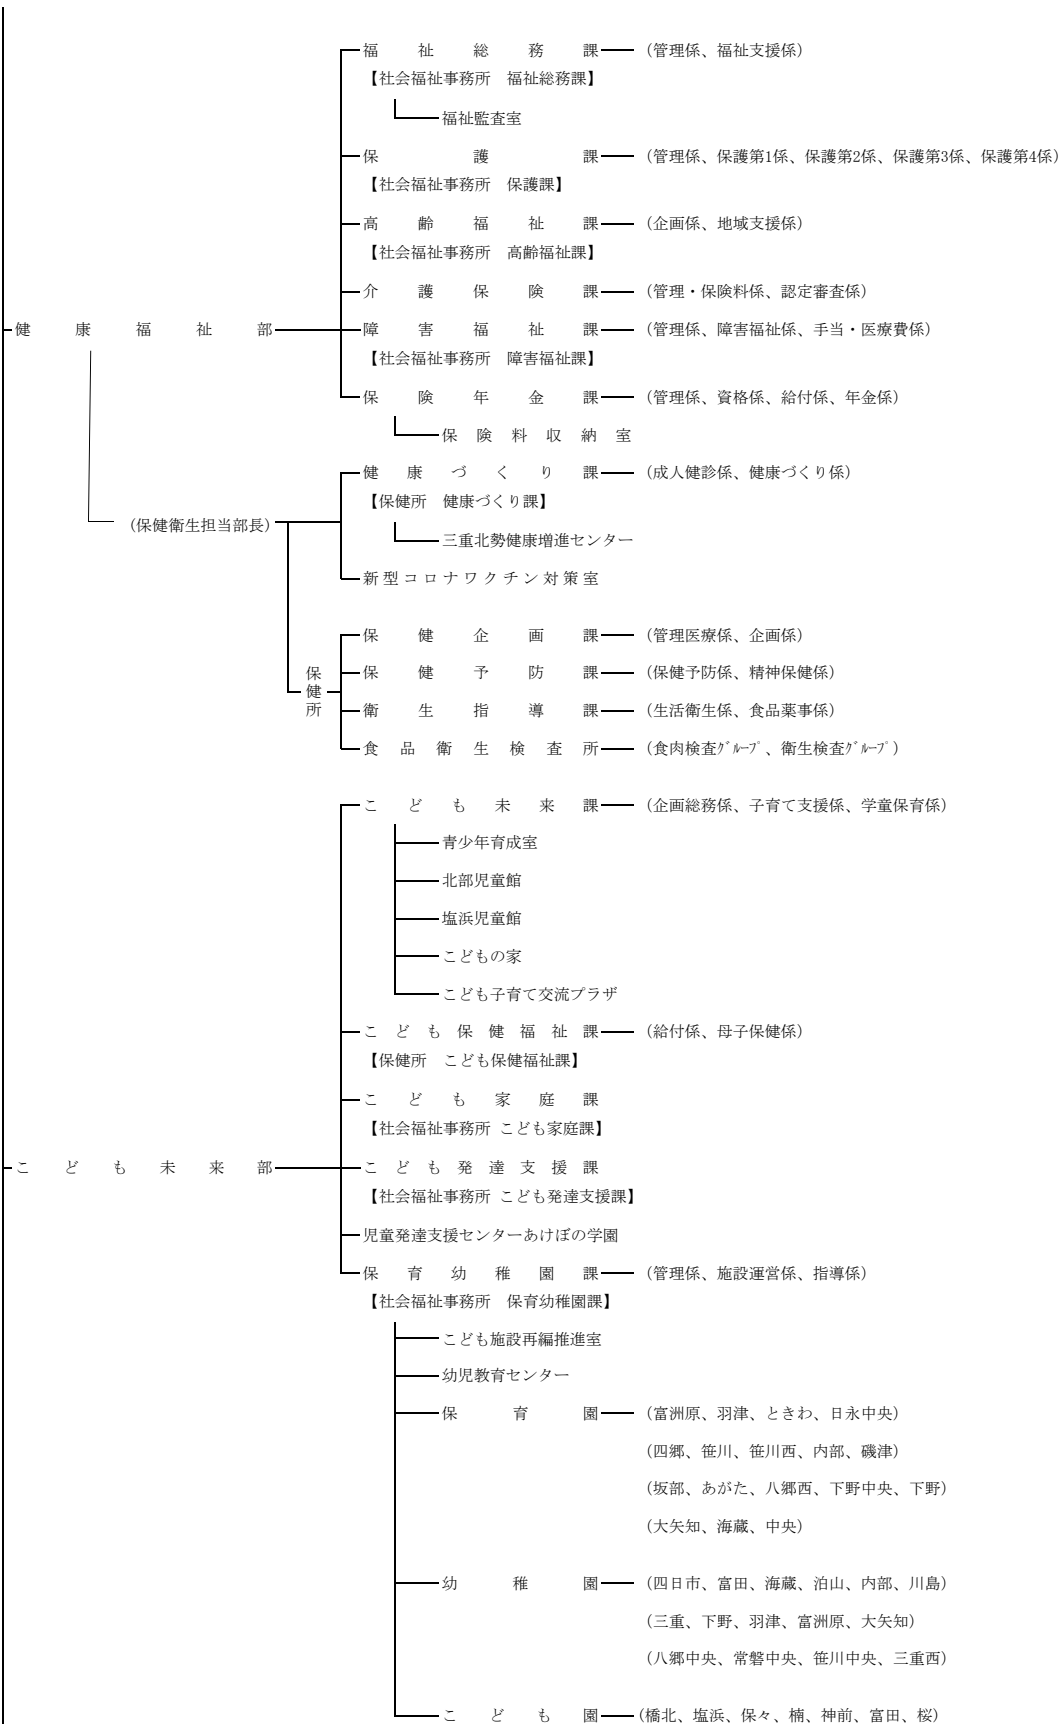 福祉総務課 (管理係、福祉支援係)
【社会福祉事務所 福祉総務課】
福祉監査室
保護課 (管理係、保護第1係、保護第2係、保護第3係、保護第4係)
【社会福祉事務所 保護課】
高齢福祉課 (企画係、地域支援係)
【社会福祉事務所 高齢福祉課】
介護保険課 (管理・保険料係、認定審査係)
健康福祉部 障害福祉課 (管理係、障害福祉係、手当・医療費係)
【社会福祉事務所 障害福祉課】
保険年金課 (管理係、資格係、給付係、年金係)
保険料収納室
健康づくり課 (成人健診係、健康づくり係)
【保健所 健康づくり課】
(保健衛生担当部長)
三重北勢健康増進センター
新型コロナワクチン対策室
保健所
保健企画課 (管理医療係、企画係)
保健予防課 (保健予防係、精神保健係)
衛生指導課 (生活衛生係、食品薬事係)
食品衛生検査所 (食肉検査ｸﾞﾙｰﾌﾟ、衛生検査ｸﾞﾙｰﾌﾟ)
こども未来課 (企画総務係、子育て支援係、学童保育係)
青少年育成室
北部児童館
塩浜児童館
こどもの家
こども子育て交流プラザ
こども保健福祉課 (給付係、母子保健係)
【保健所 こども保健福祉課】
こども家庭課
【社会福祉事務所 こども家庭課】
こども未来部 こども発達支援課
【社会福祉事務所 こども発達支援課】
児童発達支援センターあけぼの学園
保育幼稚園課 (管理係、施設運営係、指導係)
【社会福祉事務所 保育幼稚園課】
こども施設再編推進室
幼児教育センター
保育園 (富洲原、羽津、ときわ、日永中央)
(四郷、笹川、笹川西、内部、磯津)
(坂部、あがた、八郷西、下野中央、下野)
(大矢知、海蔵、中央)
幼稚園 (四日市、富田、海蔵、泊山、内部、川島)
(三重、下野、羽津、富洲原、大矢知)
(八郷中央、常磐中央、笹川中央、三重西)
こども園 (橋北、塩浜、保々、楠、神前、富田、桜)